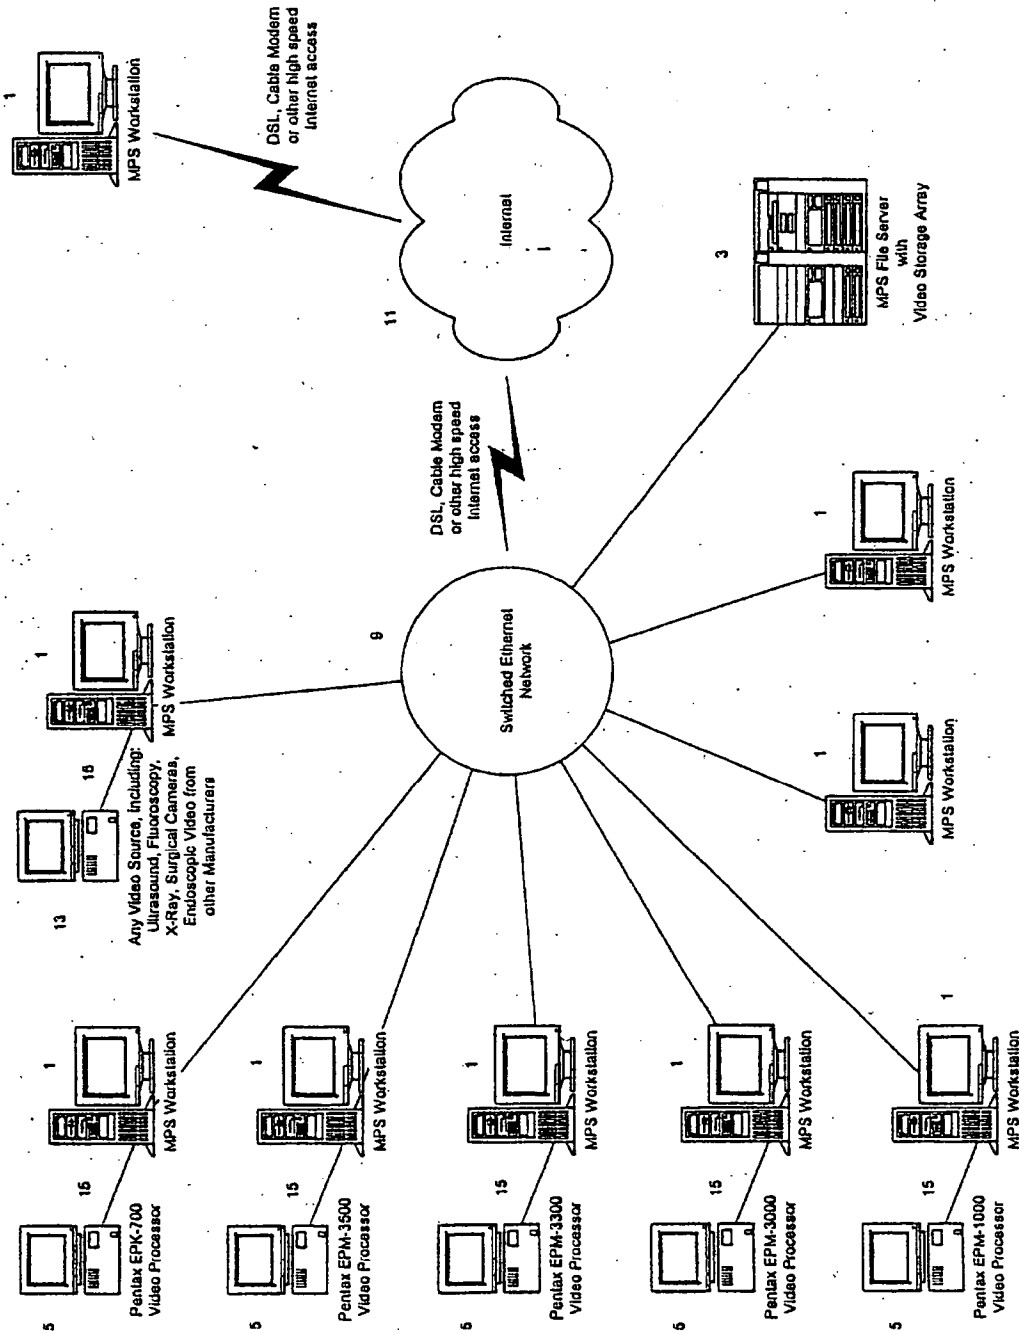 5
Pentax EPM-1000
Video Processor
15
1
MPS Workstation
5
Pentax EPM-3000
Video Processor
15
1
MPS Workstation
5
Pentax EPM-3300
Video Processor
15
1
MPS Workstation
5
Pentax EPM-3500
Video Processor
15
1
MPS Workstation
5
Pentax EPK-700
Video Processor
15
1
MPS Workstation
13
Any Video Source, Including:
Ultrasound, Fluoroscopy,
X-Ray, Surgical Cameras,
Endoscopic Video from
other Manufacturers
15
1
MPS Workstation
1
MPS Workstation
DSL, Cable Modem
or other high speed
Internet access
9
Switched Ethernet
Network
DSL, Cable Modem
or other high speed
Internet access
11
Internet
1
MPS Workstation
1
MPS Workstation
3
MPS File Server
with
Video Storage Array